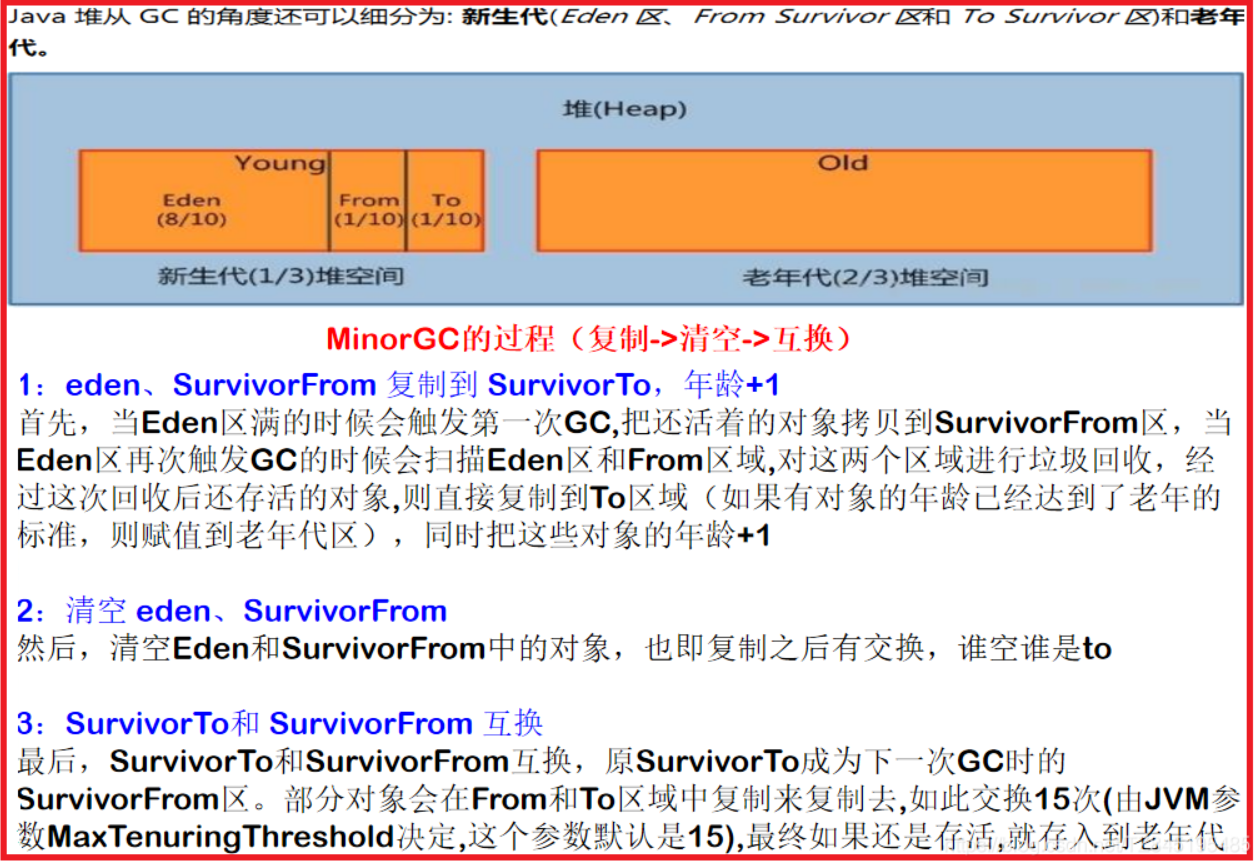 Java 堆从 GC 的角度还可以细分为: 新生代(Eden 区、From Survivor 区和 To Survivor 区)和老年
代。
堆(Heap)
Young
Old
Eden
(8/10)
From
(1/10)
To
(1/10)
新生代(1/3)堆空间
老年代(2/3)堆空间
MinorGC的过程（复制->清空->互换）
1：eden、SurvivorFrom 复制到 SurvivorTo，年龄+1
首先，当Eden区满的时候会触发第一次GC,把还活着的对象拷贝到SurvivorFrom区，当
Eden区再次触发GC的时候会扫描Eden区和From区域,对这两个区域进行垃圾回收，经
过这次回收后还存活的对象,则直接复制到To区域（如果有对象的年龄已经达到了老年的
标准，则赋值到老年代区），同时把这些对象的年龄+1
2：清空 eden、SurvivorFrom
然后，清空Eden和SurvivorFrom中的对象，也即复制之后有交换，谁空谁是to
3：SurvivorTo和 SurvivorFrom 互换
最后，SurvivorTo和SurvivorFrom互换，原SurvivorTo成为下一次GC时的
SurvivorFrom区。部分对象会在From和To区域中复制来复制去,如此交换15次(由JVM参
数MaxTenuringThreshold决定,这个参数默认是15),最终如果还是存活,就存入到老年代